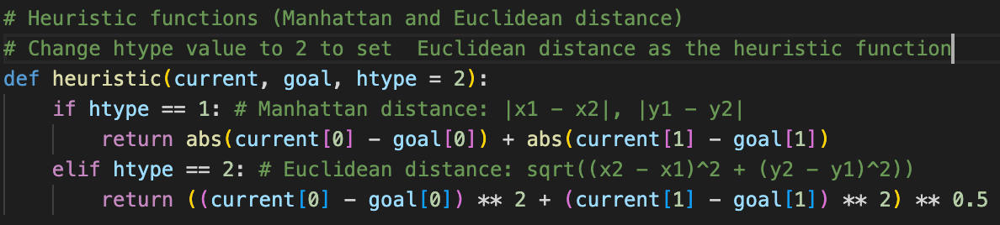 # Heuristic functions (Manhattan and Euclidean distance)
# Change htype value to 2 to set  Euclidean distance as the heuristic function
def heuristic(current, goal, htype = 2):
    if htype == 1: # Manhattan distance: |x1 - x2|, |y1 - y2|
        return abs(current[0] - goal[0]) + abs(current[1] - goal[1])
    elif htype == 2: # Euclidean distance: sqrt((x2 - x1)^2 + (y2 - y1)^2))
        return ((current[0] - goal[0]) ** 2 + (current[1] - goal[1]) ** 2) ** 0.5